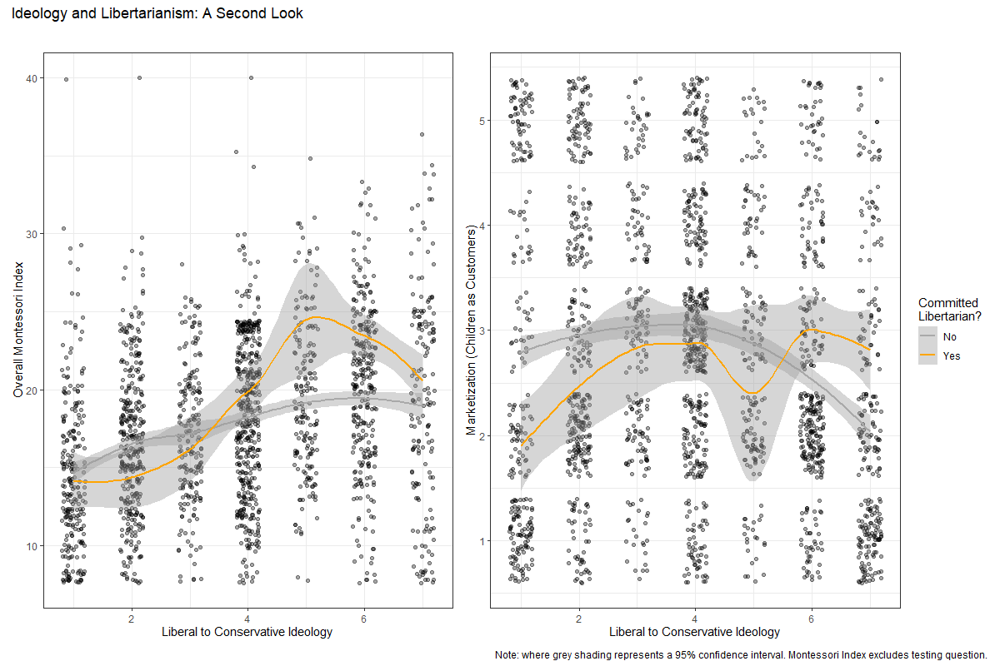 Ideology and Libertarianism: A Second Look
Overall Montessori Index
40
30
20
10
2
4
6
Liberal to Conservative Ideology
Marketization (Children as Customers)
5
4
3
2
1
2
4
6
Liberal to Conservative Ideology
Committed
Libertarian?
No
Yes
Note: where grey shading represents a 95% confidence interval. Montessori Index excludes testing question.